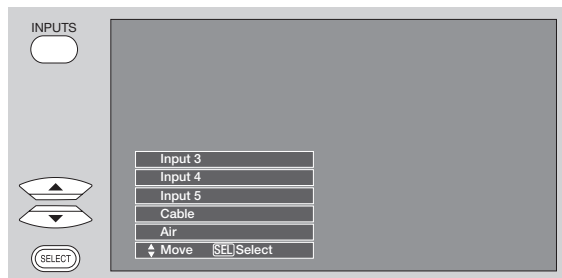 INPUTS
Input 3
Input 4
Input 5
Cable
Air
Move SEL Select
SELECT